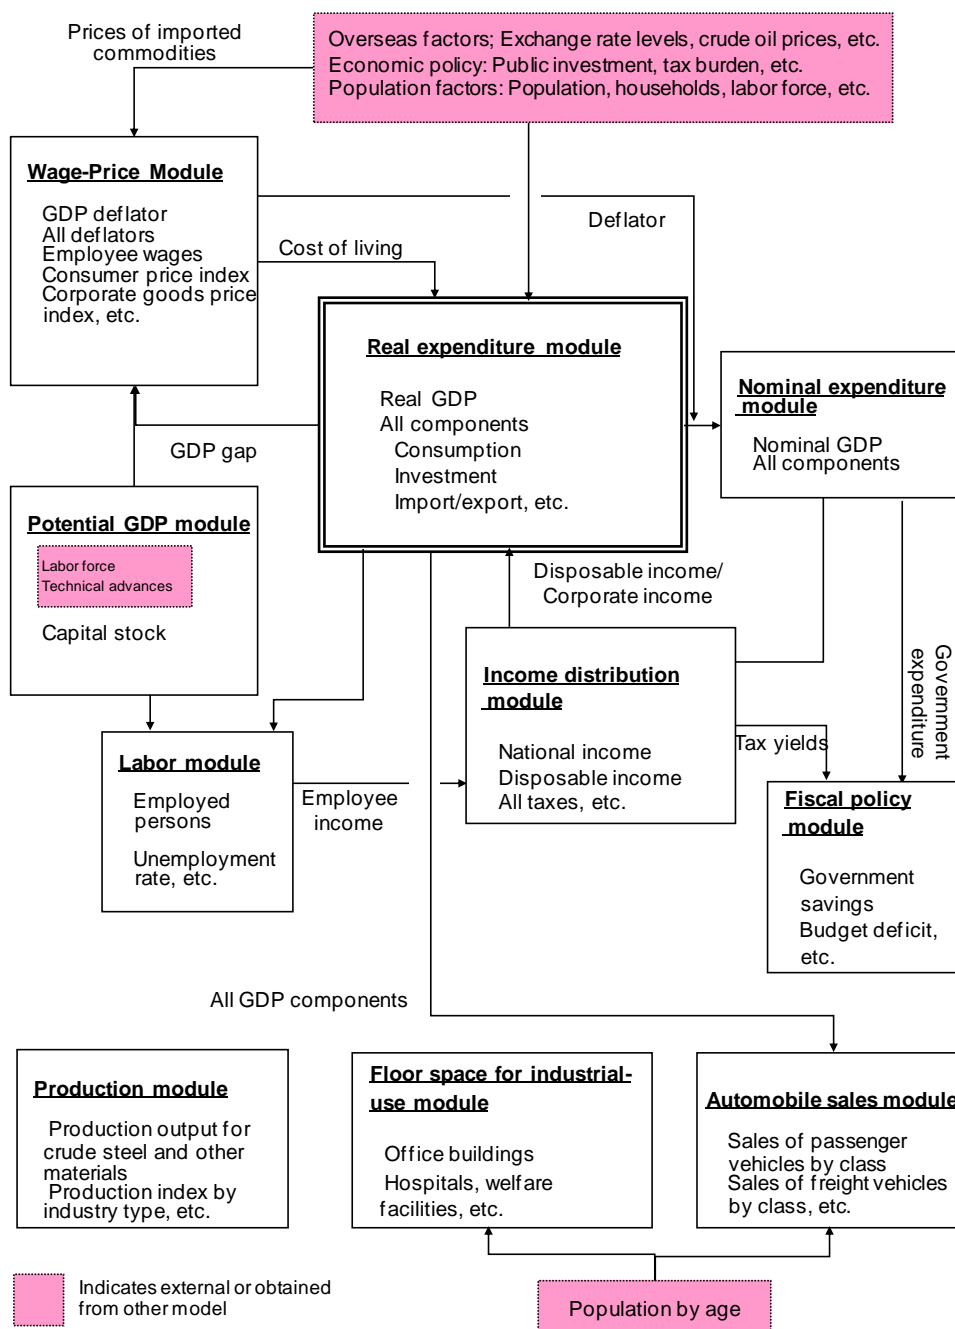 Prices of imported
commodities
Overseas factors; Exchange rate levels, crude oil prices, etc.
Economic policy: Public investment, tax burden, etc.
Population factors: Population, households, labor force, etc.
Wage-Price Module
GDP deflator
All deflators
Employee wages
Consumer price index
Corporate goods price
index, etc.
Deflator
Cost of living
Real expenditure module
Real GDP
All components
Consumption
Investment
Import/export, etc.
Nominal expenditure
module
Nominal GDP
All components
GDP gap
Potential GDP module
Labor force
Technical advances
Capital stock
Disposable income/
Corporate income
Income distribution
module
National income
Disposable income
All taxes, etc.
Government
expenditure
Tax yields
Labor module
Employed
persons
Unemployment
rate, etc.
Employee
income
Fiscal policy
module
Government
savings
Budget deficit,
etc.
All GDP components
Production module
Production output for
crude steel and other
materials
Production index by
industry type, etc.
Floor space for industrial-
use module
Office buildings
Hospitals, welfare
facilities, etc.
Automobile sales module
Sales of passenger
vehicles by class
Sales of freight vehicles
by class, etc.
Indicates external or obtained
from other model
Population by age